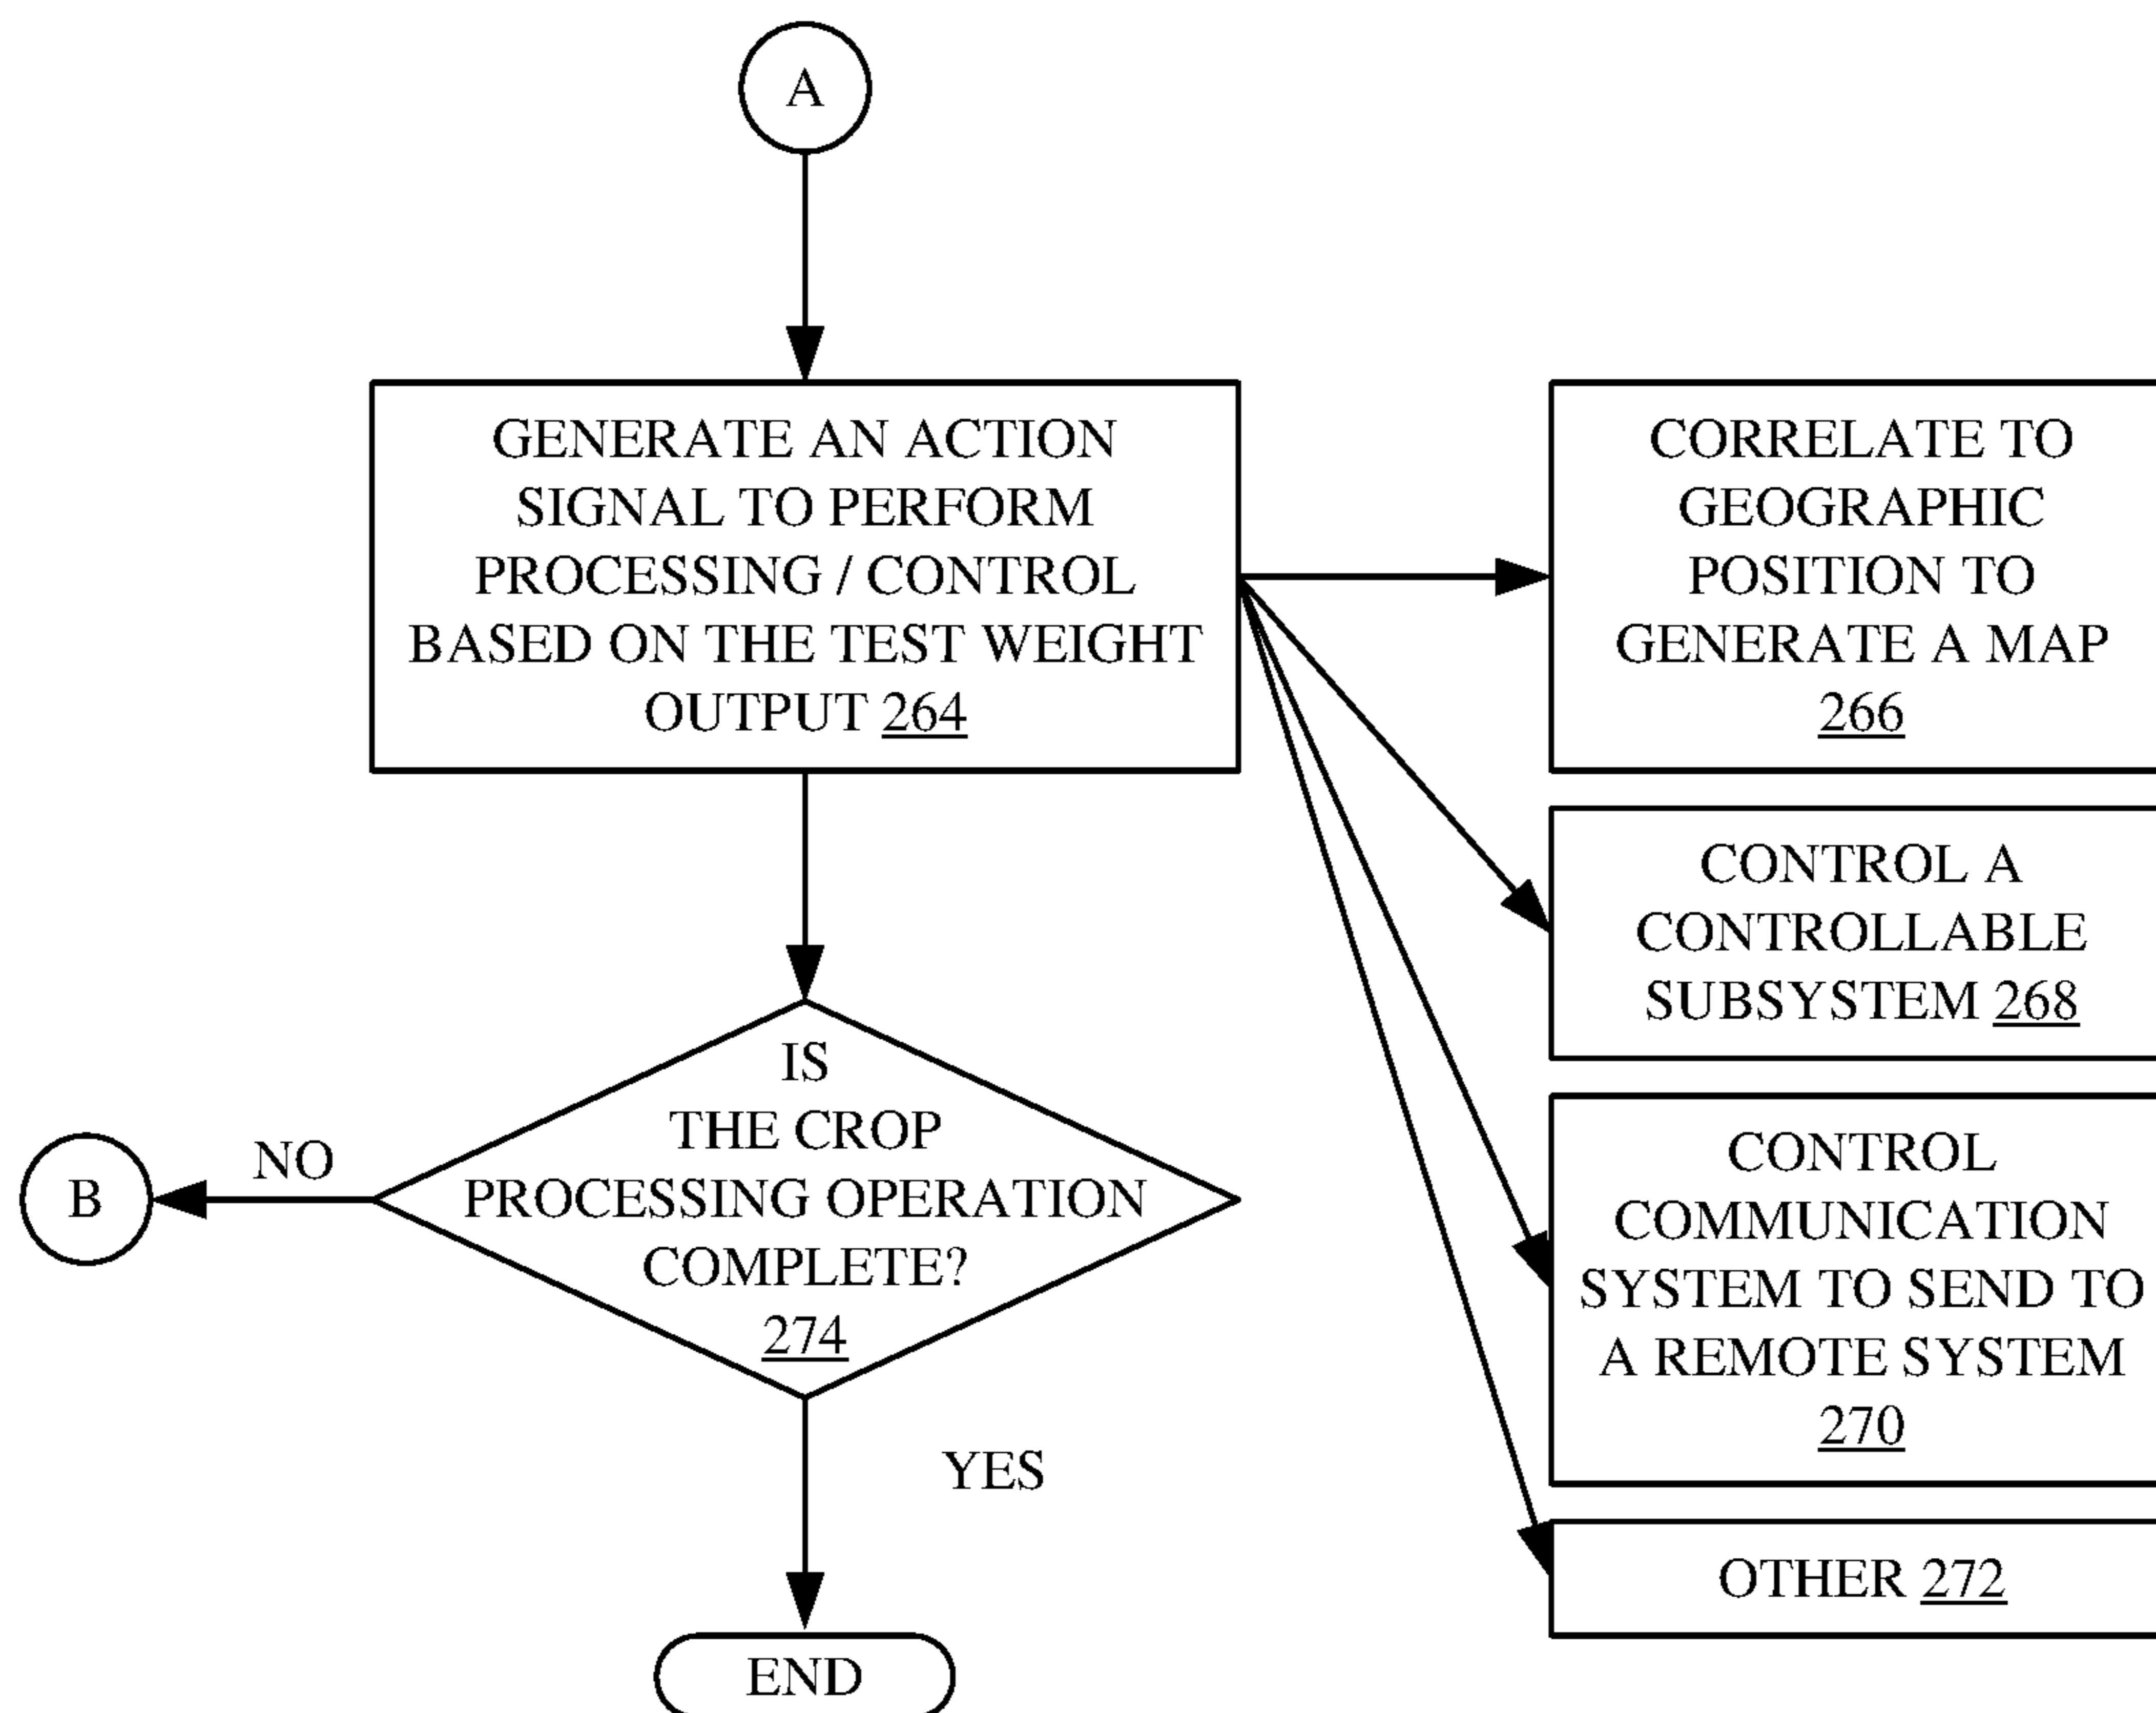 A
GENERATE AN ACTION
SIGNAL TO PERFORM
PROCESSING / CONTROL
BASED ON THE TEST WEIGHT
OUTPUT 264
CORRELATE TO
GEOGRAPHIC
POSITION TO
GENERATE A MAP
266
CONTROL A
CONTROLLABLE
SUBSYSTEM 268
CONTROL
COMMUNICATION
SYSTEM TO SEND TO
A REMOTE SYSTEM
270
OTHER 272
IS
THE CROP
PROCESSING OPERATION
COMPLETE?
274
NO
B
YES
END